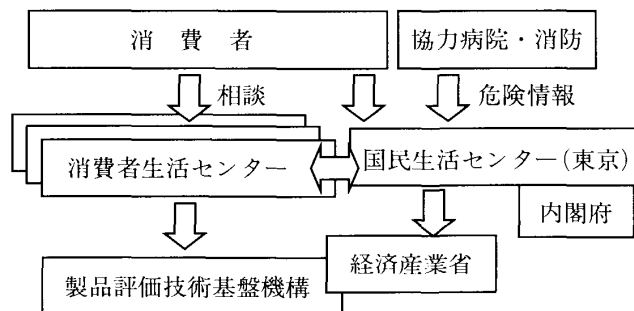 消費者
協力病院・消防
相談
危険情報
消費者生活センター
国民生活センター(東京)
内閣府
経済産業省
製品評価技術基盤機構